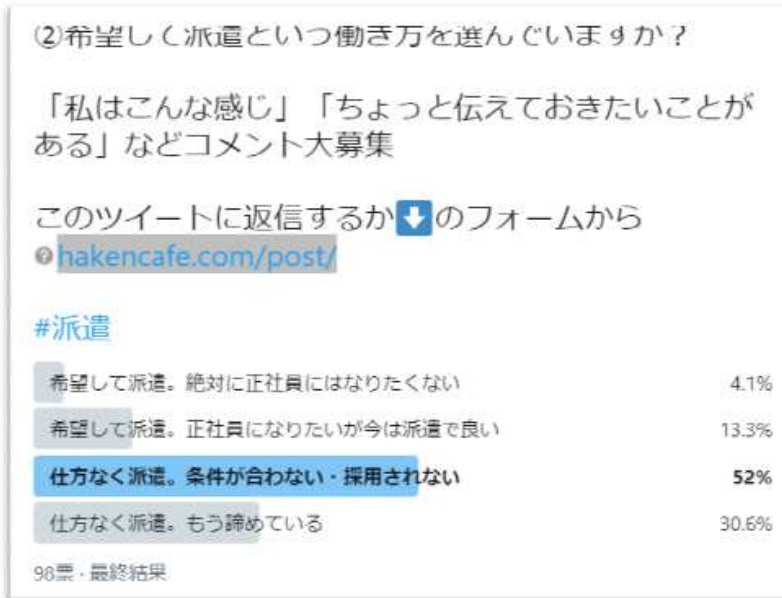 (2)希望して派遣という働き方を選んでいますか？
「私はこんな感じ」「ちょっと伝えておきたいことが
ある」などコメント大募集
このツイートに返信するか⬇のフォームから
hakencafe.com/post/
#派遣
希望して派遣。絶対に正社員にはなりたくない 4.1%
希望して派遣。正社員になりたいが今は派遣で良い 13.3%
仕方なく派遣。条件が合わない・採用されない 52%
仕方なく派遣。もう諦めている 30.6%
98票・最終結果